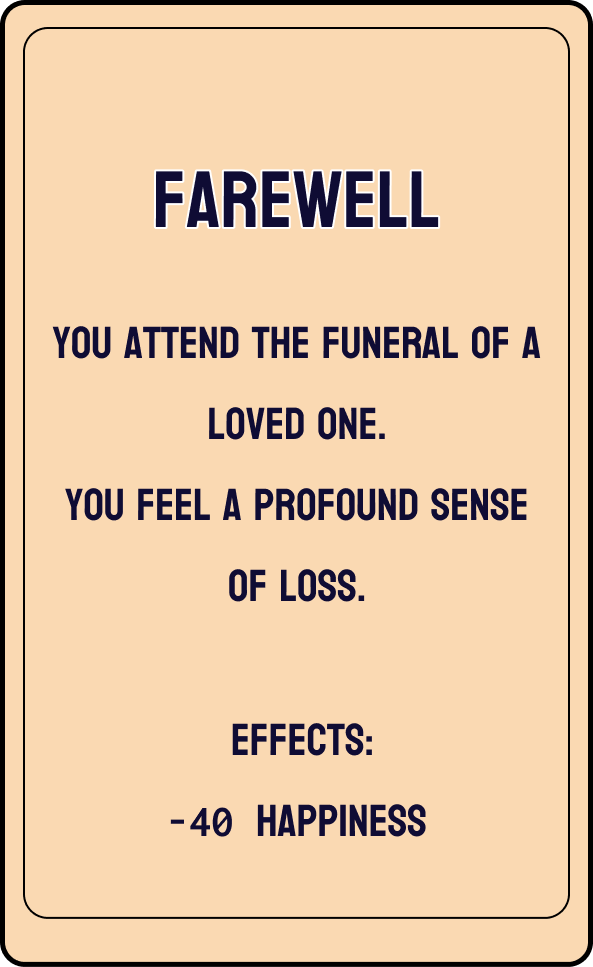 FAREWELL
YOU ATTEND THE FUNERAL OF A
LOVED ONE.
YOU FEEL A PROFOUND SENSE
OF LOSS.
EFFECTS:
-40 HAPPINESS